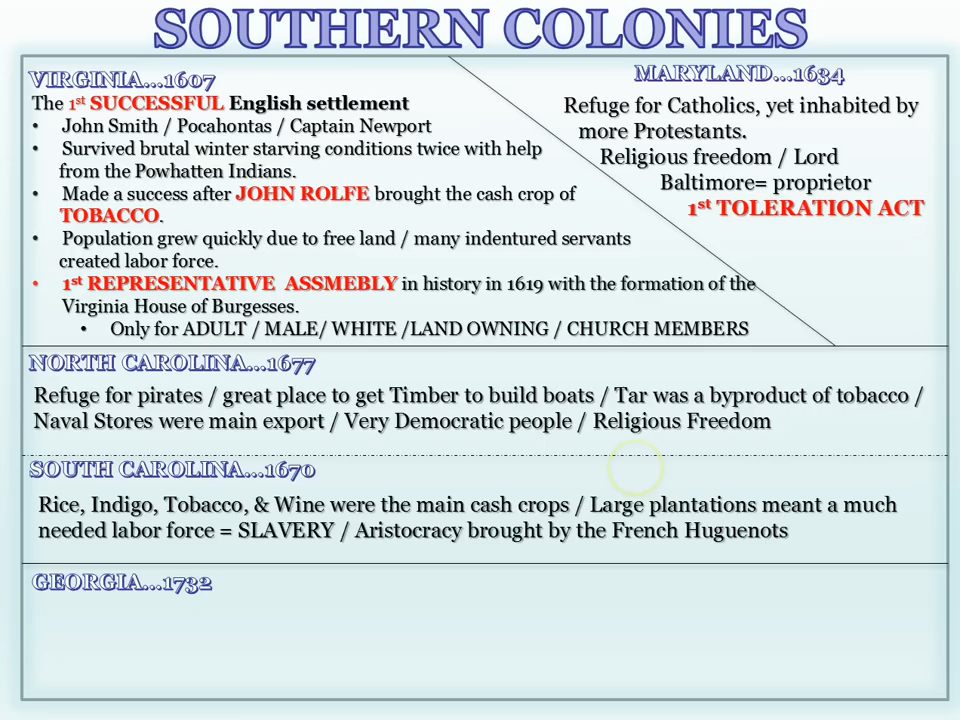 SOUTHERN COLONIES
VIRGINIA...1607
The 1st SUCCESSFUL English settlement
• John Smith / Pocahontas / Captain Newport
• Survived brutal winter starving conditions twice with help
from the Powhatten Indians.
• Made a success after JOHN ROLFE brought the cash crop of
TOBACCO.
• Population grew quickly due to free land / many indentured servants
created labor force.
• 1st REPRESENTATIVE ASSMEBLY in history in 1619 with the formation of the
Virginia House of Burgesses.
• Only for ADULT / MALE/ WHITE /LAND OWNING / CHURCH MEMBERS
MARYLAND...1634
Refuge for Catholics, yet inhabited by
more Protestants.
Religious freedom / Lord
Baltimore= proprietor
1st TOLERATION ACT
NORTH CAROLINA...1677
Refuge for pirates / great place to get Timber to build boats / Tar was a byproduct of tobacco /
Naval Stores were main export / Very Democratic people / Religious Freedom
SOUTH CAROLINA...1670
Rice, Indigo, Tobacco, & Wine were the main cash crops / Large plantations meant a much
needed labor force = SLAVERY / Aristocracy brought by the French Huguenots
GEORGIA...1732